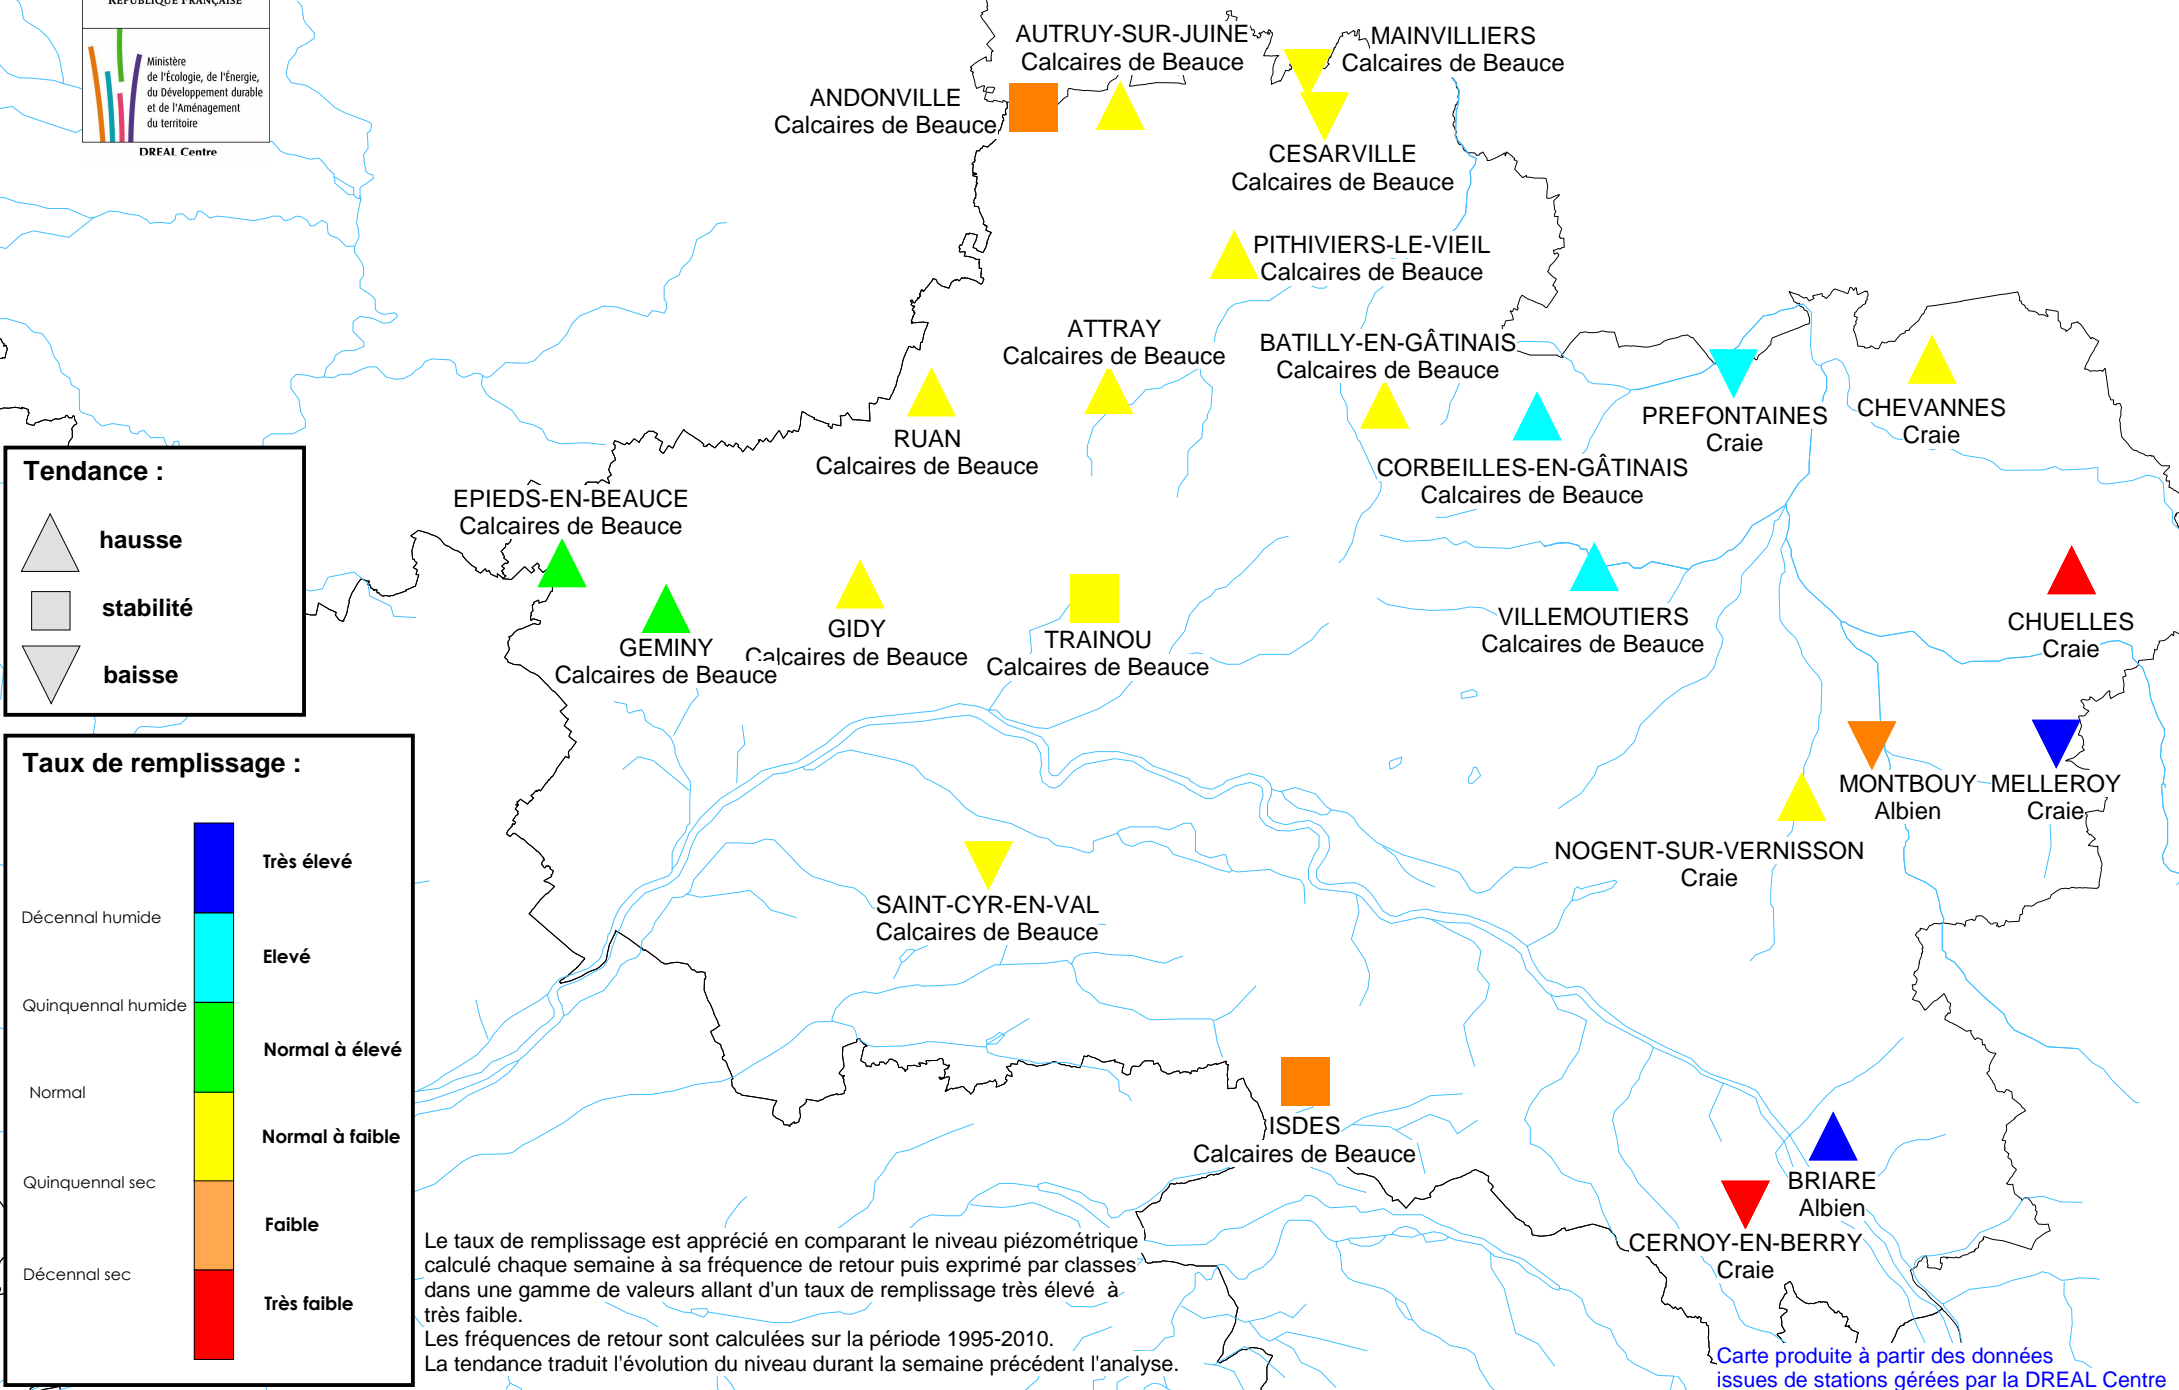 RÉPUBLIQUE FRANÇAISE
Ministère
de l'Écologie, de l'Énergie,
du Développement durable
et de l'Aménagement
du territoire
DREAL Centre
AUTRUY-SUR-JUINE
Calcaires de Beauce
MAINVILLIERS
Calcaires de Beauce
ANDONVILLE
Calcaires de Beauce
CESARVILLE
Calcaires de Beauce
PITHIVIERS-LE-VIEIL
Calcaires de Beauce
ATTRAY
Calcaires de Beauce
BATILLY-EN-GÂTINAIS
Calcaires de Beauce
PREFONTAINES
Craie
CHEVANNES
Craie
RUAN
Calcaires de Beauce
CORBEILLES-EN-GÂTINAIS
Calcaires de Beauce
EPIEDS-EN-BEAUCE
Calcaires de Beauce
GEMINY
Calcaires de Beauce
GIDY
Calcaires de Beauce
TRAINOU
Calcaires de Beauce
VILLEMOUTIERS
Calcaires de Beauce
CHUELLES
Craie
MONTBOUY
Albien
MELLEROY
Craie
NOGENT-SUR-VERNISSON
Craie
SAINT-CYR-EN-VAL
Calcaires de Beauce
ISDES
Calcaires de Beauce
BRIARE
Albien
CERNOY-EN-BERRY
Craie
Tendance :
hausse
stabilité
baisse
Taux de remplissage :
Très élevé
Décennal humide
Elevé
Quinquennal humide
Normal à élevé
Normal
Normal à faible
Quinquennal sec
Faible
Décennal sec
Très faible
Le taux de remplissage est apprécié en comparant le niveau piézométrique
calculé chaque semaine à sa fréquence de retour puis exprimé par classes
dans une gamme de valeurs allant d'un taux de remplissage très élevé à
très faible.
Les fréquences de retour sont calculées sur la période 1995-2010.
La tendance traduit l'évolution du niveau durant la semaine précédent l'analyse.
Carte produite à partir des données
issues de stations gérées par la DREAL Centre